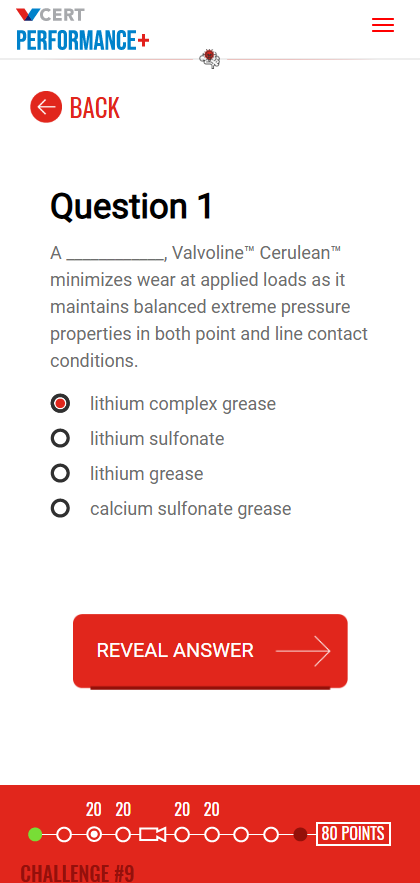 VCERT
PERFORMANCE+
BACK
Question 1
A ____________, Valvoline™ Cerulean™
minimizes wear at applied loads as it
maintains balanced extreme pressure
properties in both point and line contact
conditions.
lithium complex grease
lithium sulfonate
lithium grease
calcium sulfonate grease
REVEAL ANSWER
20 20 20 20
80 POINTS
CHALLENGE #9